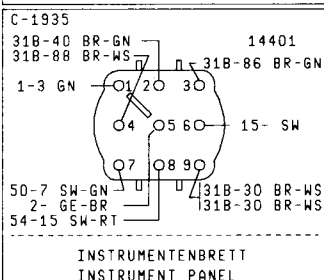 C-1935
31B-40 BR-GN 14401
31B-88 BR-WS 31B-86 BR-GN
1-3 GN 1 2 3
4 5 6 15- SW
7 8 9
50-7 SW-GN 31B-30 BR-WS
2- GE-BR 31B-30 BR-WS
54-15 SW-RT
INSTRUMENTENBRETT
INSTRUMENT PANEL